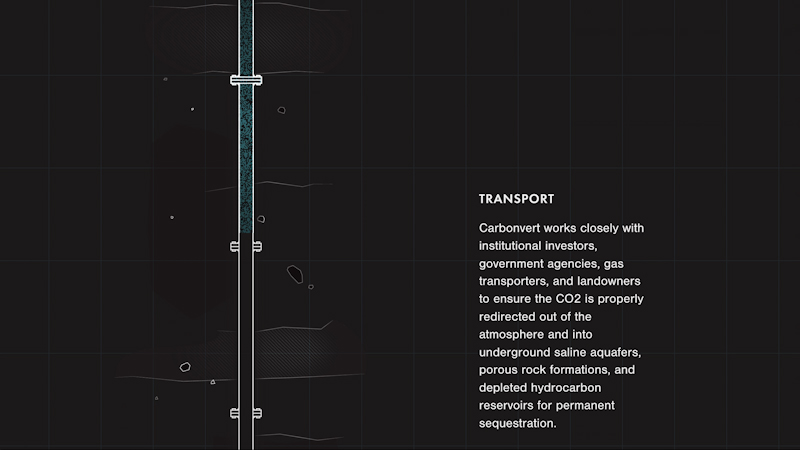 TRANSPORT
Carbonvert works closely with
institutional investors,
government agencies, gas
transporters, and landowners
to ensure the CO2 is properly
redirected out of the
atmosphere and into
underground saline aquafers,
porous rock formations, and
depleted hydrocarbon
reservoirs for permanent
sequestration.